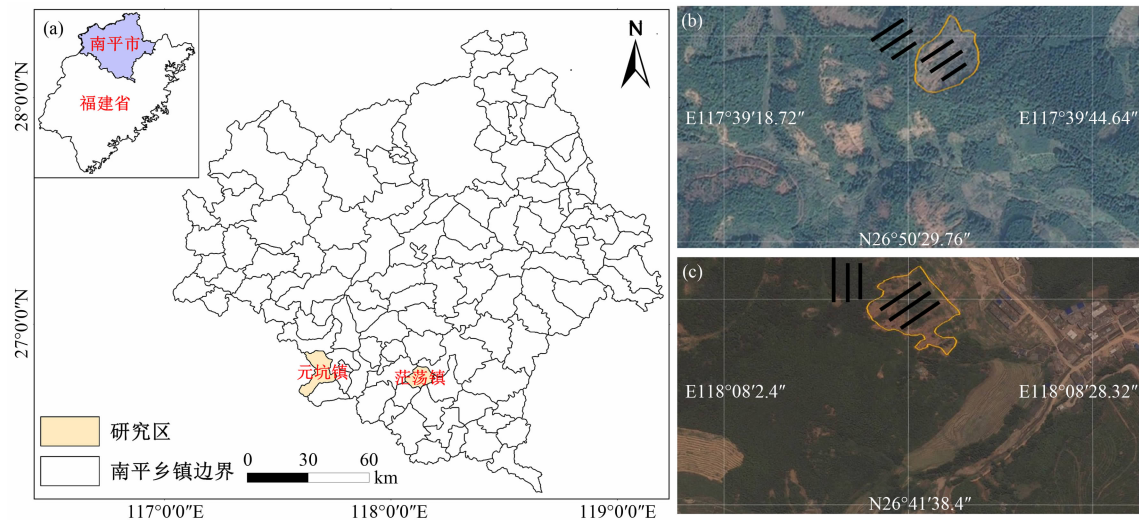 (a)
南平市
福建省
N
28°0′0″N
27°0′0″N
元坑镇
茫荡镇
研究区
南平乡镇边界
0 30 60
km
117°0′0″E
118°0′0″E
119°0′0″E
(b)
E117°39′18.72″
E117°39′44.64″
N26°50′29.76″
(c)
E118°08′2.4″
E118°08′28.32″
N26°41′38.4″